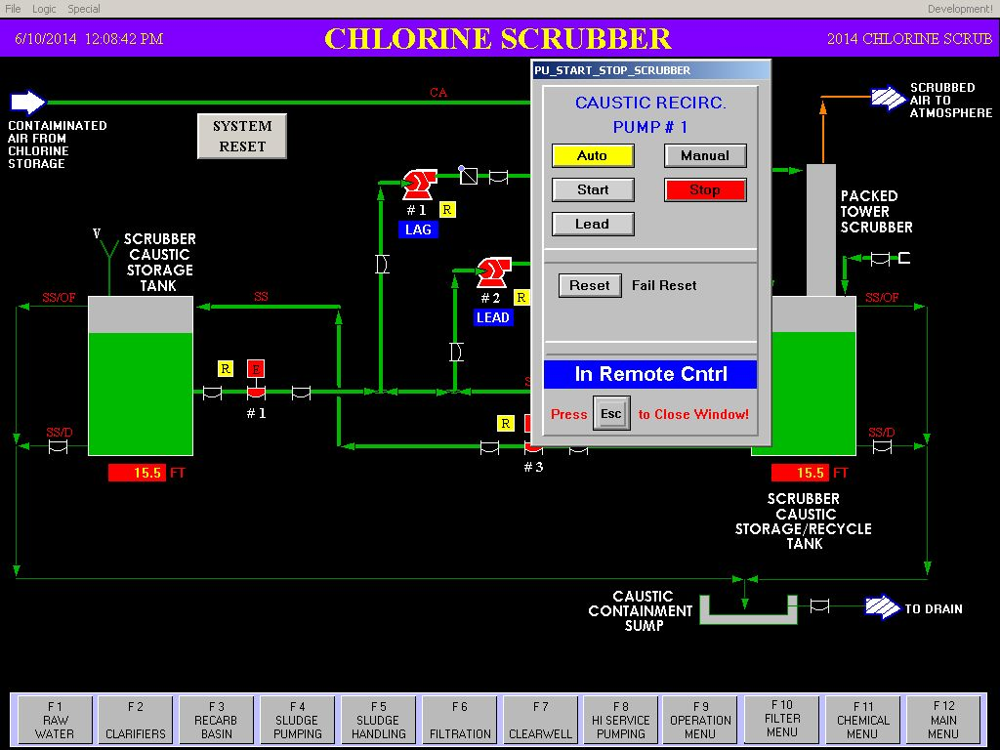 File Logic Special Development!
6/10/2014 12:08:42 PM
CHLORINE SCRUBBER
2014 CHLORINE SCRUB
CONTAIMINATED
AIR FROM
CHLORINE
STORAGE
CA
SYSTEM
RESET
PU_START_STOP_SCRUBBER
CAUSTIC RECIRC.
PUMP # 1
Auto
Manual
Start
Stop
Lead
Reset
Fail Reset
In Remote Cntrl
Press Esc to Close Window!
SCRUBBED
AIR TO
ATMOSPHERE
# 1
R
LAG
# 2
R
LEAD
PACKED
TOWER
SCRUBBER
V
SCRUBBER
CAUSTIC
STORAGE
TANK
SS/OF
SS
SS/OF
R
E
# 1
R
# 3
SS/D
SS/D
15.5 FT
15.5 FT
SCRUBBER
CAUSTIC
STORAGE/RECYCLE
TANK
CAUSTIC
CONTAINMENT
SUMP
TO DRAIN
F 1
RAW
WATER
F 2
CLARIFIERS
F 3
RECARB
BASIN
F 4
SLUDGE
PUMPING
F 5
SLUDGE
HANDLING
F 6
FILTRATION
F 7
CLEARWELL
F 8
HI SERVICE
PUMPING
F 9
OPERATION
MENU
F 10
FILTER
MENU
F 11
CHEMICAL
MENU
F 12
MAIN
MENU